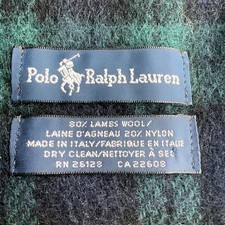 Polo Ralph Lauren
80% LAMBS WOOL/
LAINE D'AGNEAU 20% NYLON
MADE IN ITALY/FABRIQUE EN ITALIE
DRY CLEAN/NETTOYER À SEC
RN 26128 CA 22608